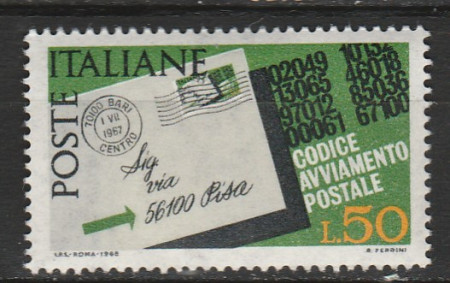 POSTE ITALIANE
70100 BARI
1 VII
1967
CENTRO
Sig.
via
56100 Pisa
10152
02049 46018
13065 85036
97012 67100
00061
CODICE
AVVIAMENTO
POSTALE
L.50
I.P.S.-ROMA-1968
R. FERRINI